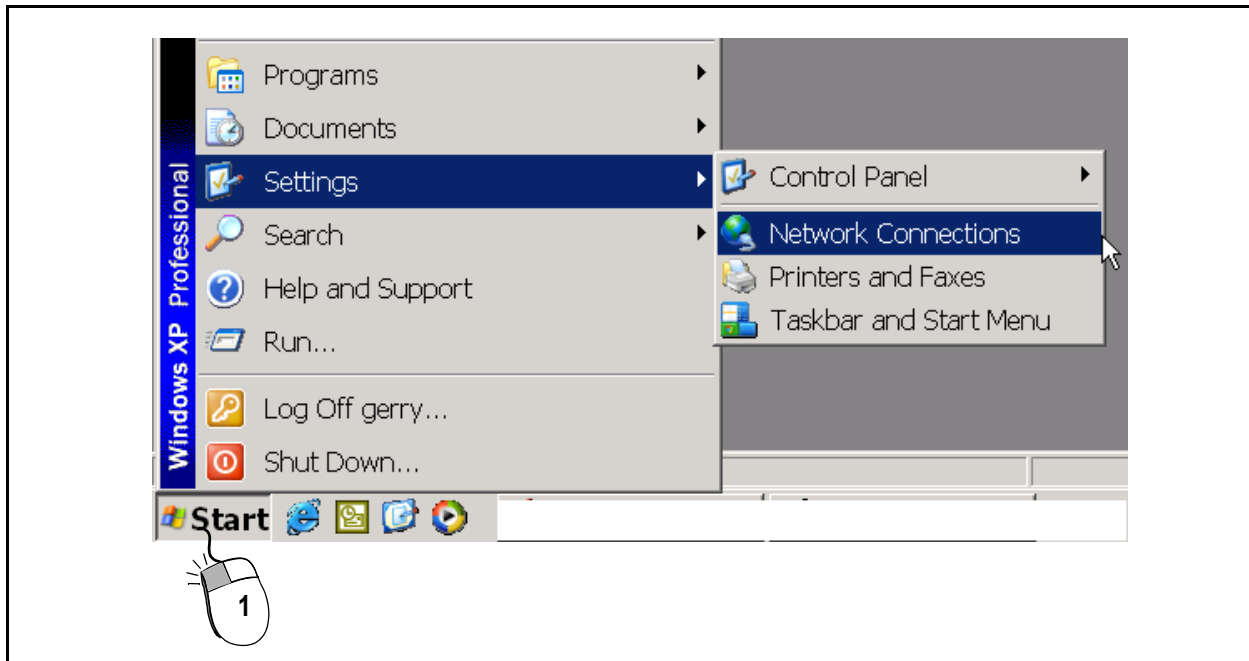 Programs
Documents
Settings
Search
Help and Support
Run...
Log Off gerry...
Shut Down...
Windows XP Professional
Control Panel
Network Connections
Printers and Faxes
Taskbar and Start Menu
Start
1